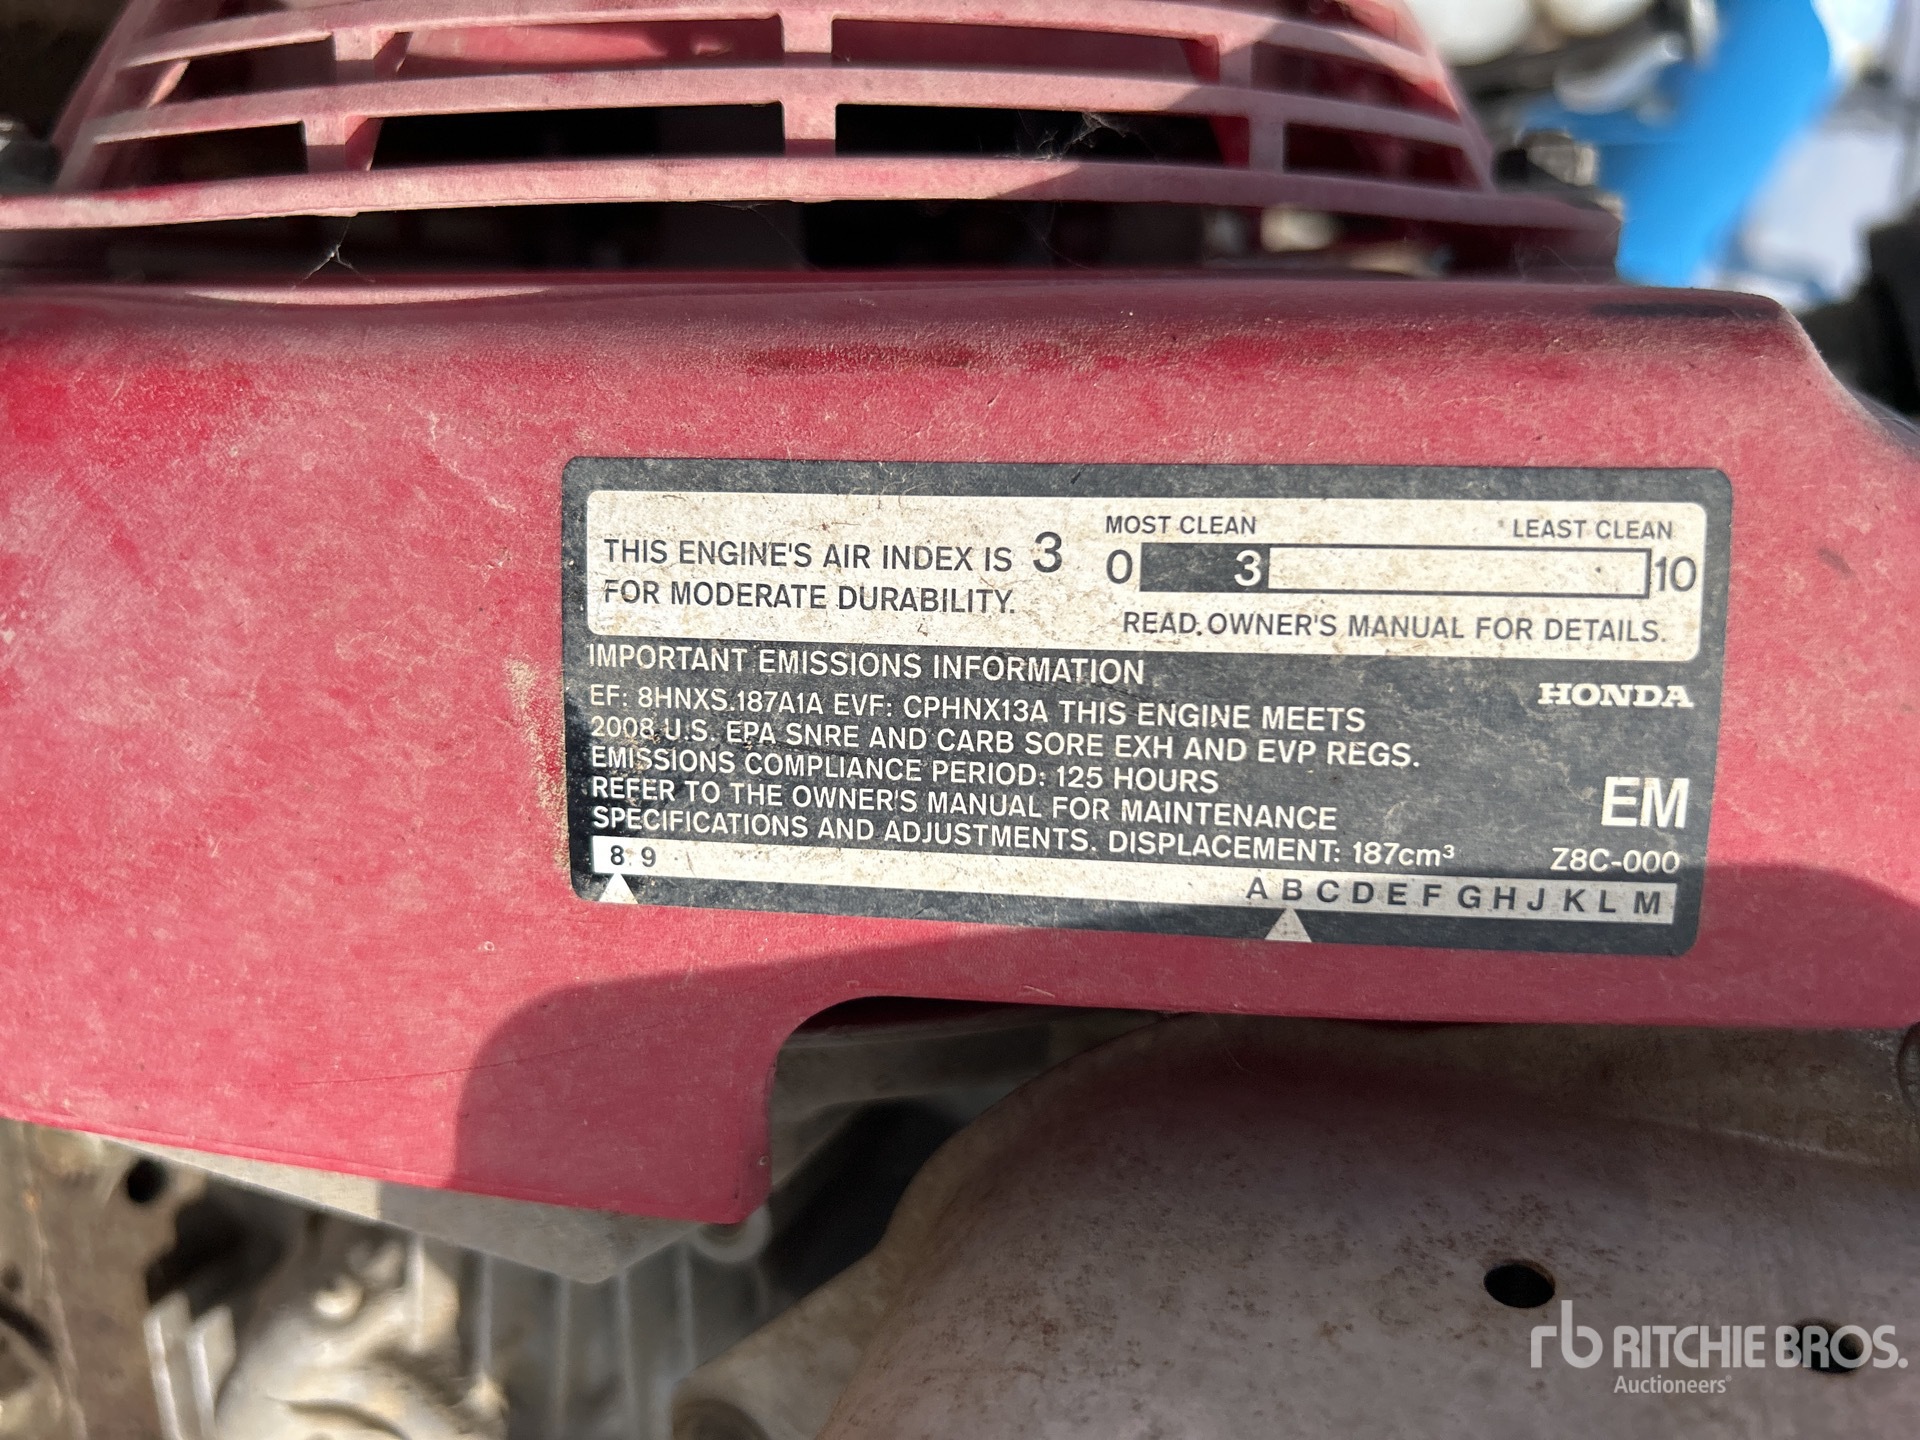 THIS ENGINE'S AIR INDEX IS 3
FOR MODERATE DURABILITY.
MOST CLEAN LEAST CLEAN
0 3 10
READ OWNER'S MANUAL FOR DETAILS.
IMPORTANT EMISSIONS INFORMATION
EF: 8HNXS.187A1A EVF: CPHNX13A THIS ENGINE MEETS
2008 U.S. EPA SNRE AND CARB SORE EXH AND EVP REGS.
EMISSIONS COMPLIANCE PERIOD: 125 HOURS
REFER TO THE OWNER'S MANUAL FOR MAINTENANCE
SPECIFICATIONS AND ADJUSTMENTS. DISPLACEMENT: 187cm³
HONDA
EM
Z8C-000
8 9 A B C D E F G H J K L M
rb RITCHIE BROS.
Auctioneers